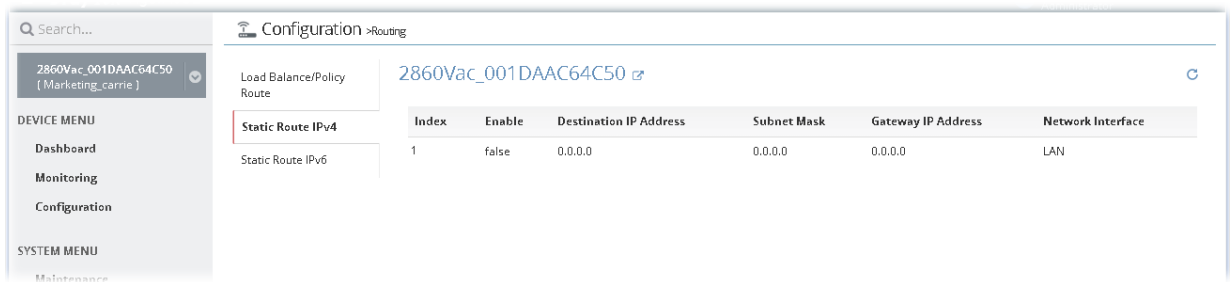 Search...
Configuration >Routing
2860Vac_001DAAC64C50
[ Marketing_carrie ]
DEVICE MENU
Dashboard
Monitoring
Configuration
SYSTEM MENU
Maintenance
Load Balance/Policy
Route
Static Route IPv4
Static Route IPv6
2860Vac_001DAAC64C50
Index Enable Destination IP Address Subnet Mask Gateway IP Address Network Interface
1 false 0.0.0.0 0.0.0.0 0.0.0.0 LAN